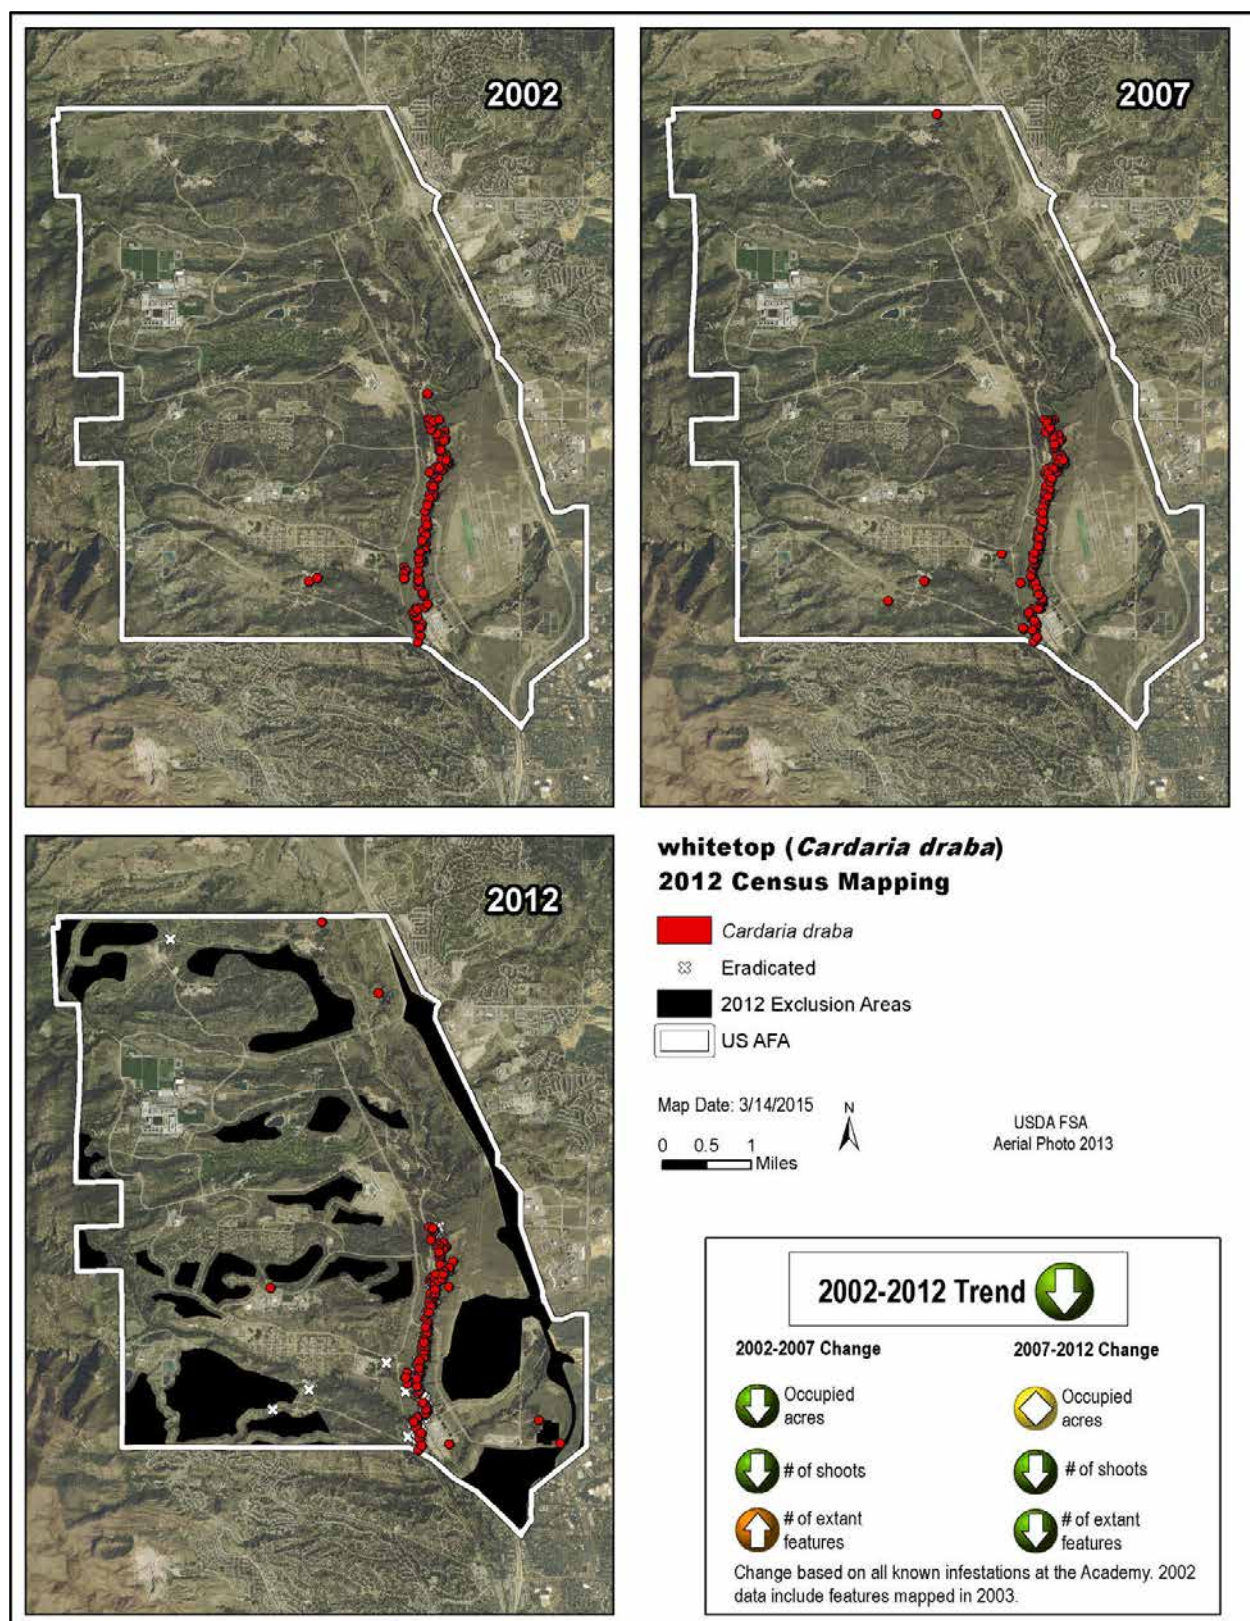 2002
2007
2012
whitetop (Cardaria draba)
2012 Census Mapping
Cardaria draba
Eradicated
2012 Exclusion Areas
US AFA
Map Date: 3/14/2015
N
0 0.5 1
Miles
USDA FSA
Aerial Photo 2013
2002-2012 Trend
2002-2007 Change
Occupied
acres
# of shoots
# of extant
features
2007-2012 Change
Occupied
acres
# of shoots
# of extant
features
Change based on all known infestations at the Academy. 2002
data include features mapped in 2003.